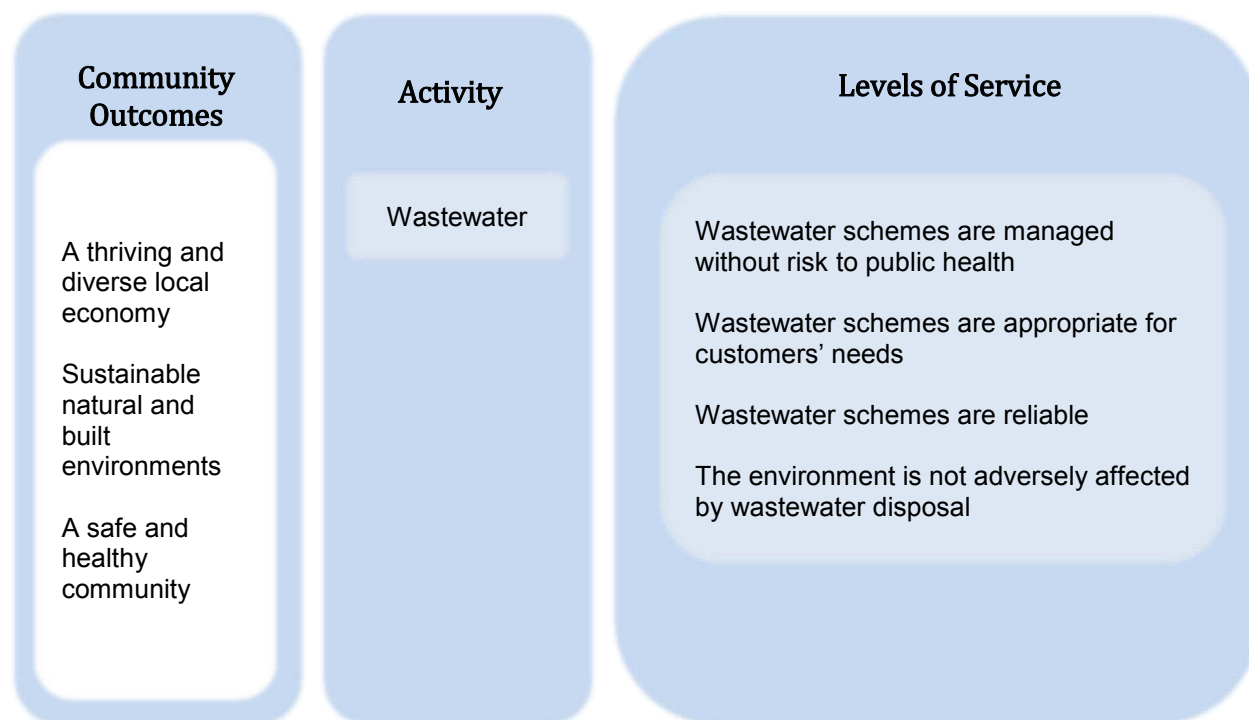 Community
Outcomes
A thriving and
diverse local
economy
Sustainable
natural and
built
environments
A safe and
healthy
community
Activity
Wastewater
Levels of Service
Wastewater schemes are managed
without risk to public health
Wastewater schemes are appropriate for
customers’ needs
Wastewater schemes are reliable
The environment is not adversely affected
by wastewater disposal